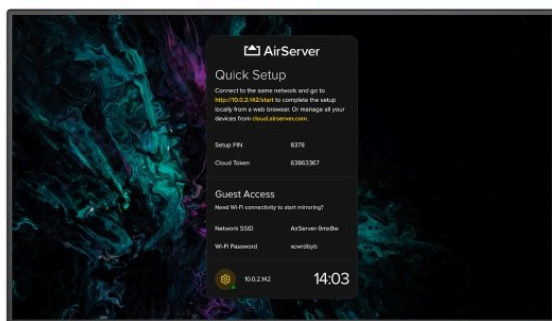 AirServer
Quick Setup
Connect to the same network and go to
http://10.0.2.142/start to complete the setup
locally from a web browser. Or manage all your
devices from cloud.airserver.com.
Setup PIN 8378
Cloud Token 63863367
Guest Access
Need Wi-Fi connectivity to start mirroring?
Network SSID AirServer-9mx8w
Wi-Fi Password xcwrdbyb
10.0.2.142 14:03